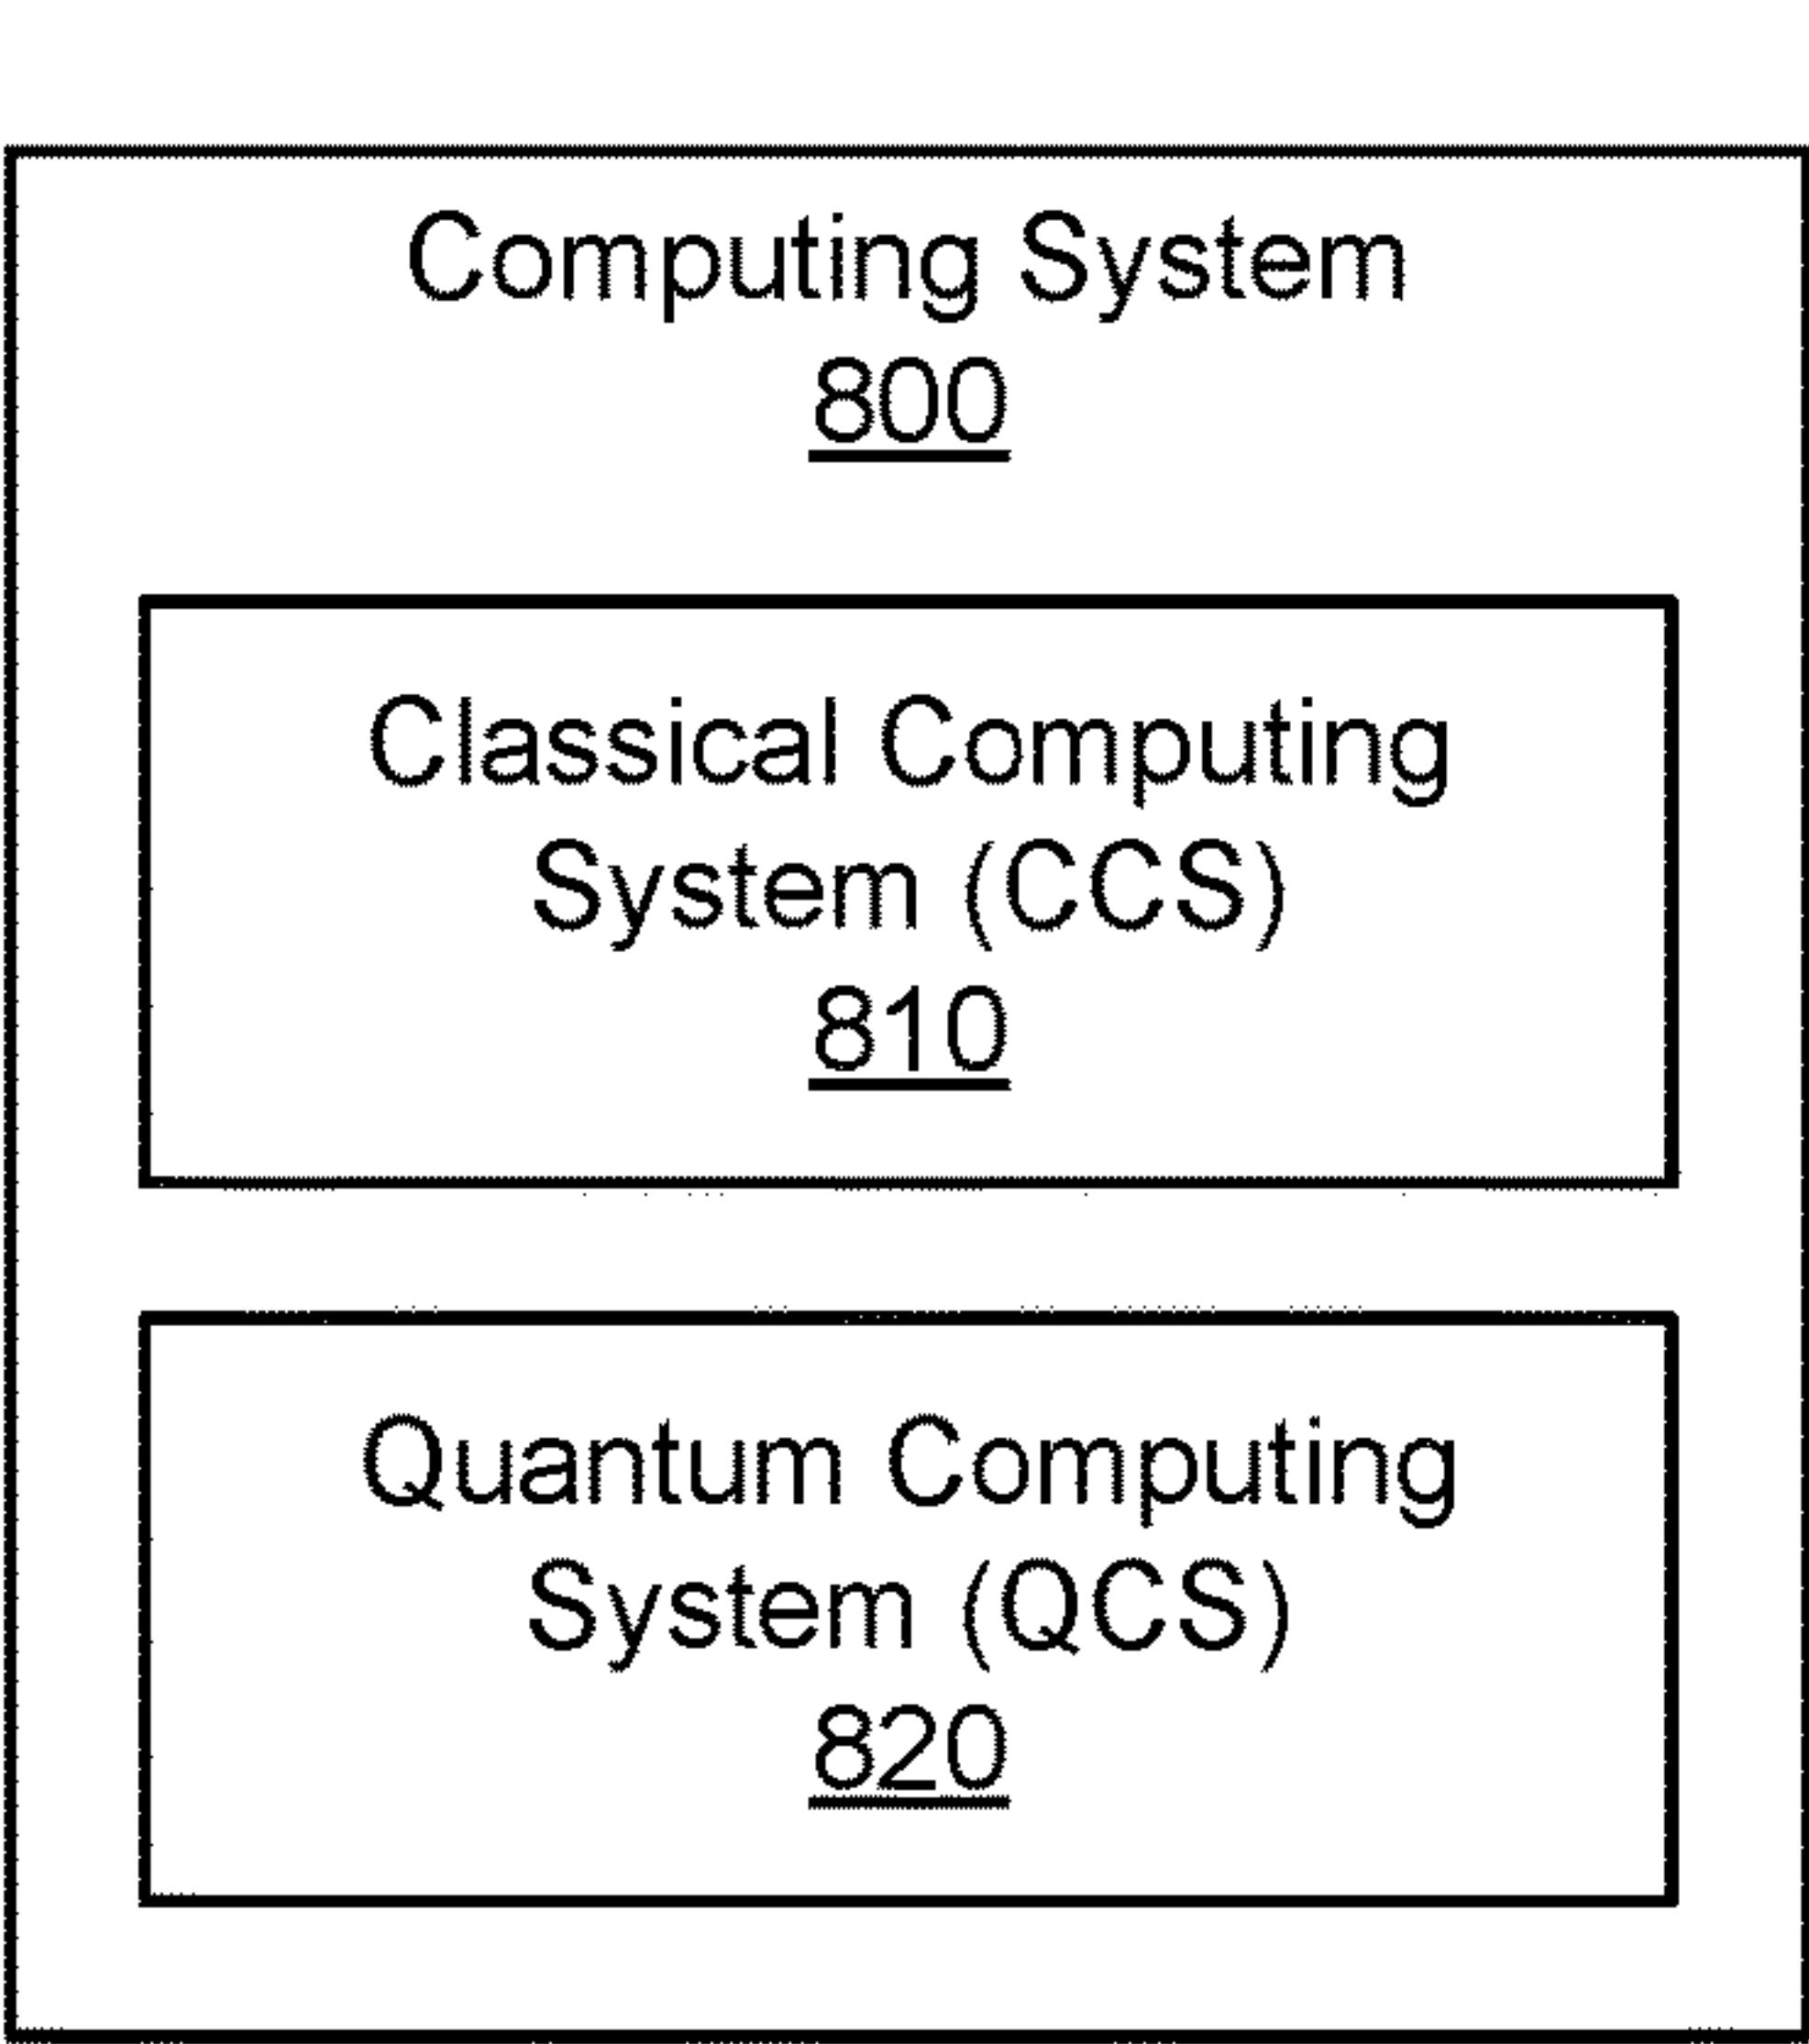 Computing System
800
Classical Computing
System (CCS)
810
Quantum Computing
System (QCS)
820